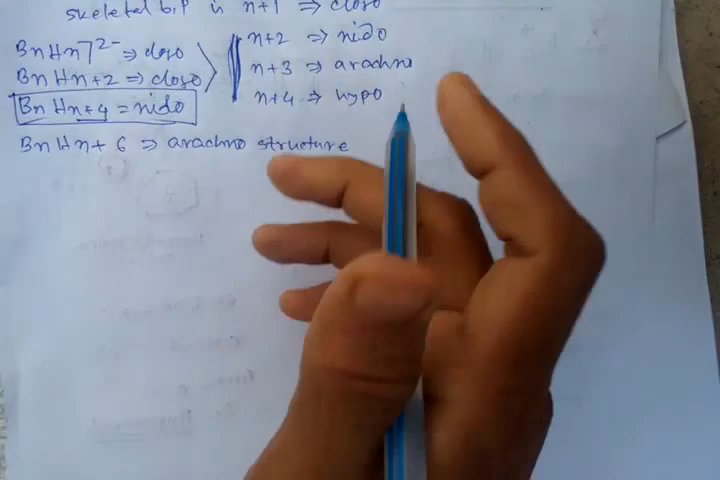 skeletal b.p is n+1 ⇒ closo
BnHn]²⁻ ⇒ closo
BnHn+2 ⇒ closo
BnHn+4 = nido
BnHn+6 ⇒ arachno structure
n+2 ⇒ nido
n+3 ⇒ arachno
n+4 ⇒ hypo